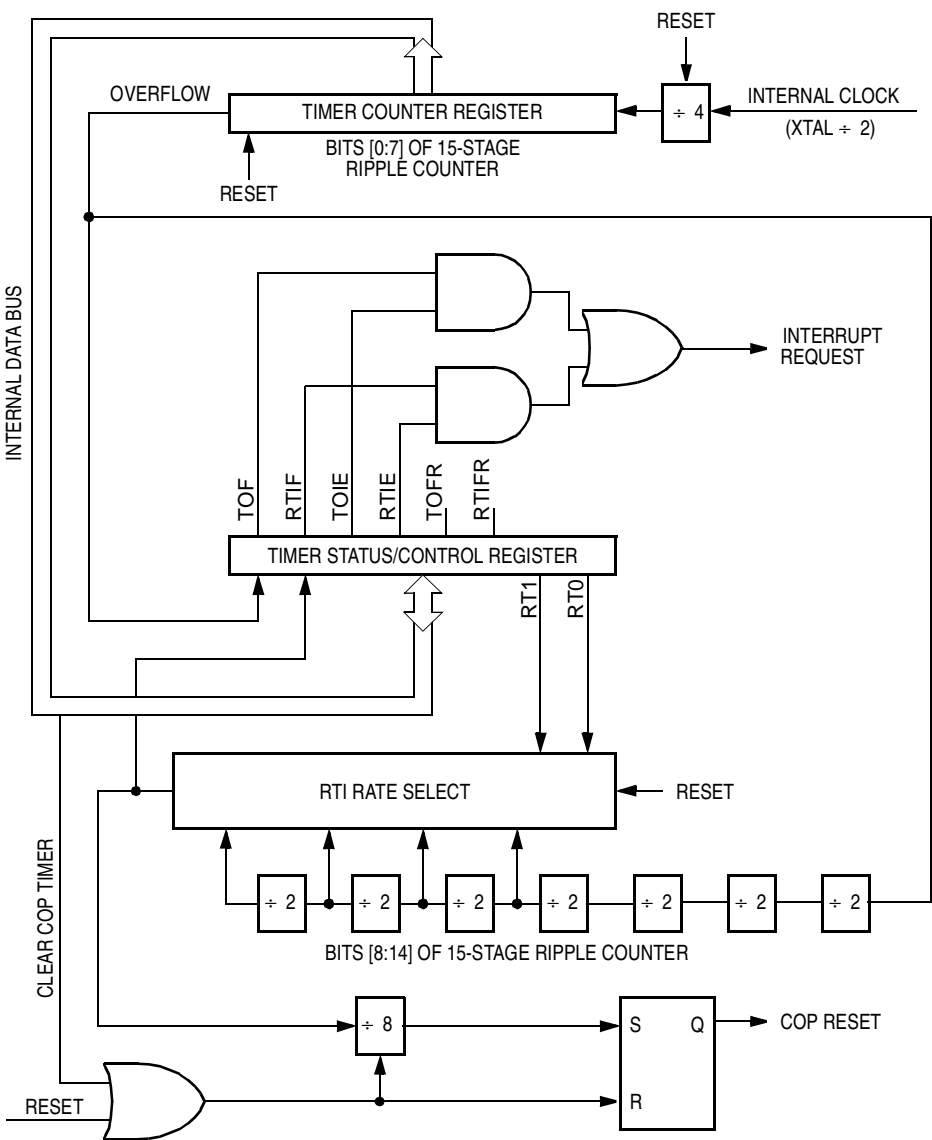 RESET
OVERFLOW
TIMER COUNTER REGISTER
÷ 4
INTERNAL CLOCK
(XTAL ÷ 2)
BITS [0:7] OF 15-STAGE
RIPPLE COUNTER
RESET
INTERNAL DATA BUS
INTERRUPT
REQUEST
TOF
RTIF
TOIE
RTIE
TOFR
RTIFR
TIMER STATUS/CONTROL REGISTER
RT1
RT0
RTI RATE SELECT
RESET
CLEAR COP TIMER
÷ 2
÷ 2
÷ 2
÷ 2
÷ 2
÷ 2
÷ 2
BITS [8:14] OF 15-STAGE RIPPLE COUNTER
÷ 8
S
Q
COP RESET
RESET
R